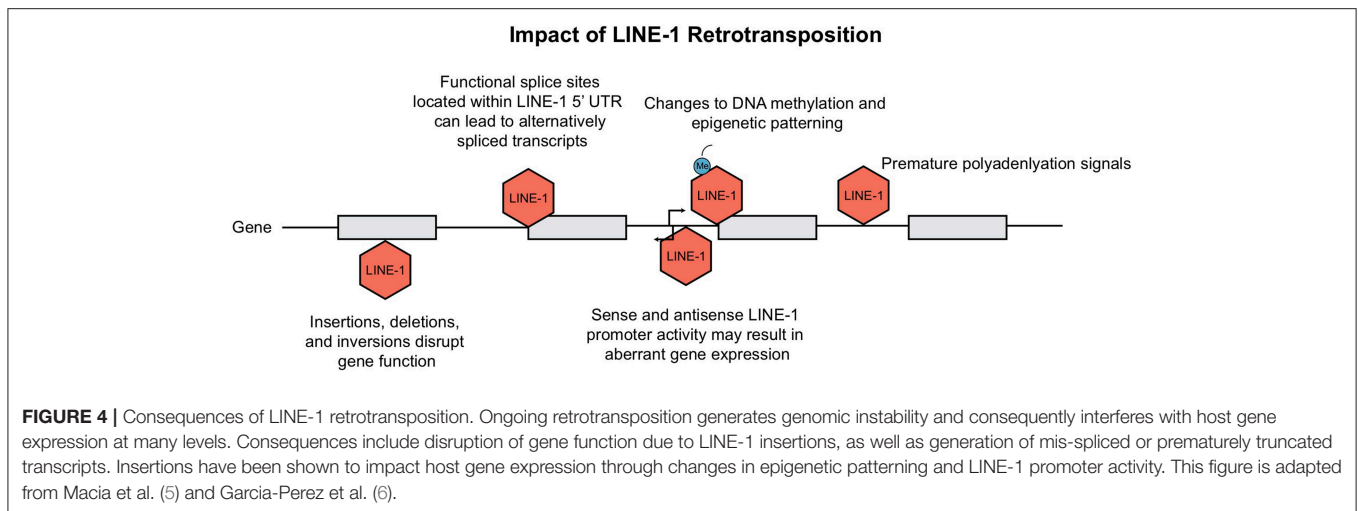 Impact of LINE-1 Retrotransposition
Functional splice sites
located within LINE-1 5' UTR
can lead to alternatively
spliced transcripts
Changes to DNA methylation and
epigenetic patterning
Me
Premature polyadenlyation signals
LINE-1
LINE-1
LINE-1
Gene
LINE-1
LINE-1
Insertions, deletions,
and inversions disrupt
gene function
Sense and antisense LINE-1
promoter activity may result in
aberrant gene expression
FIGURE 4 | Consequences of LINE-1 retrotransposition. Ongoing retrotransposition generates genomic instability and consequently interferes with host gene
expression at many levels. Consequences include disruption of gene function due to LINE-1 insertions, as well as generation of mis-spliced or prematurely truncated
transcripts. Insertions have been shown to impact host gene expression through changes in epigenetic patterning and LINE-1 promoter activity. This figure is adapted
from Macia et al. (5) and Garcia-Perez et al. (6).